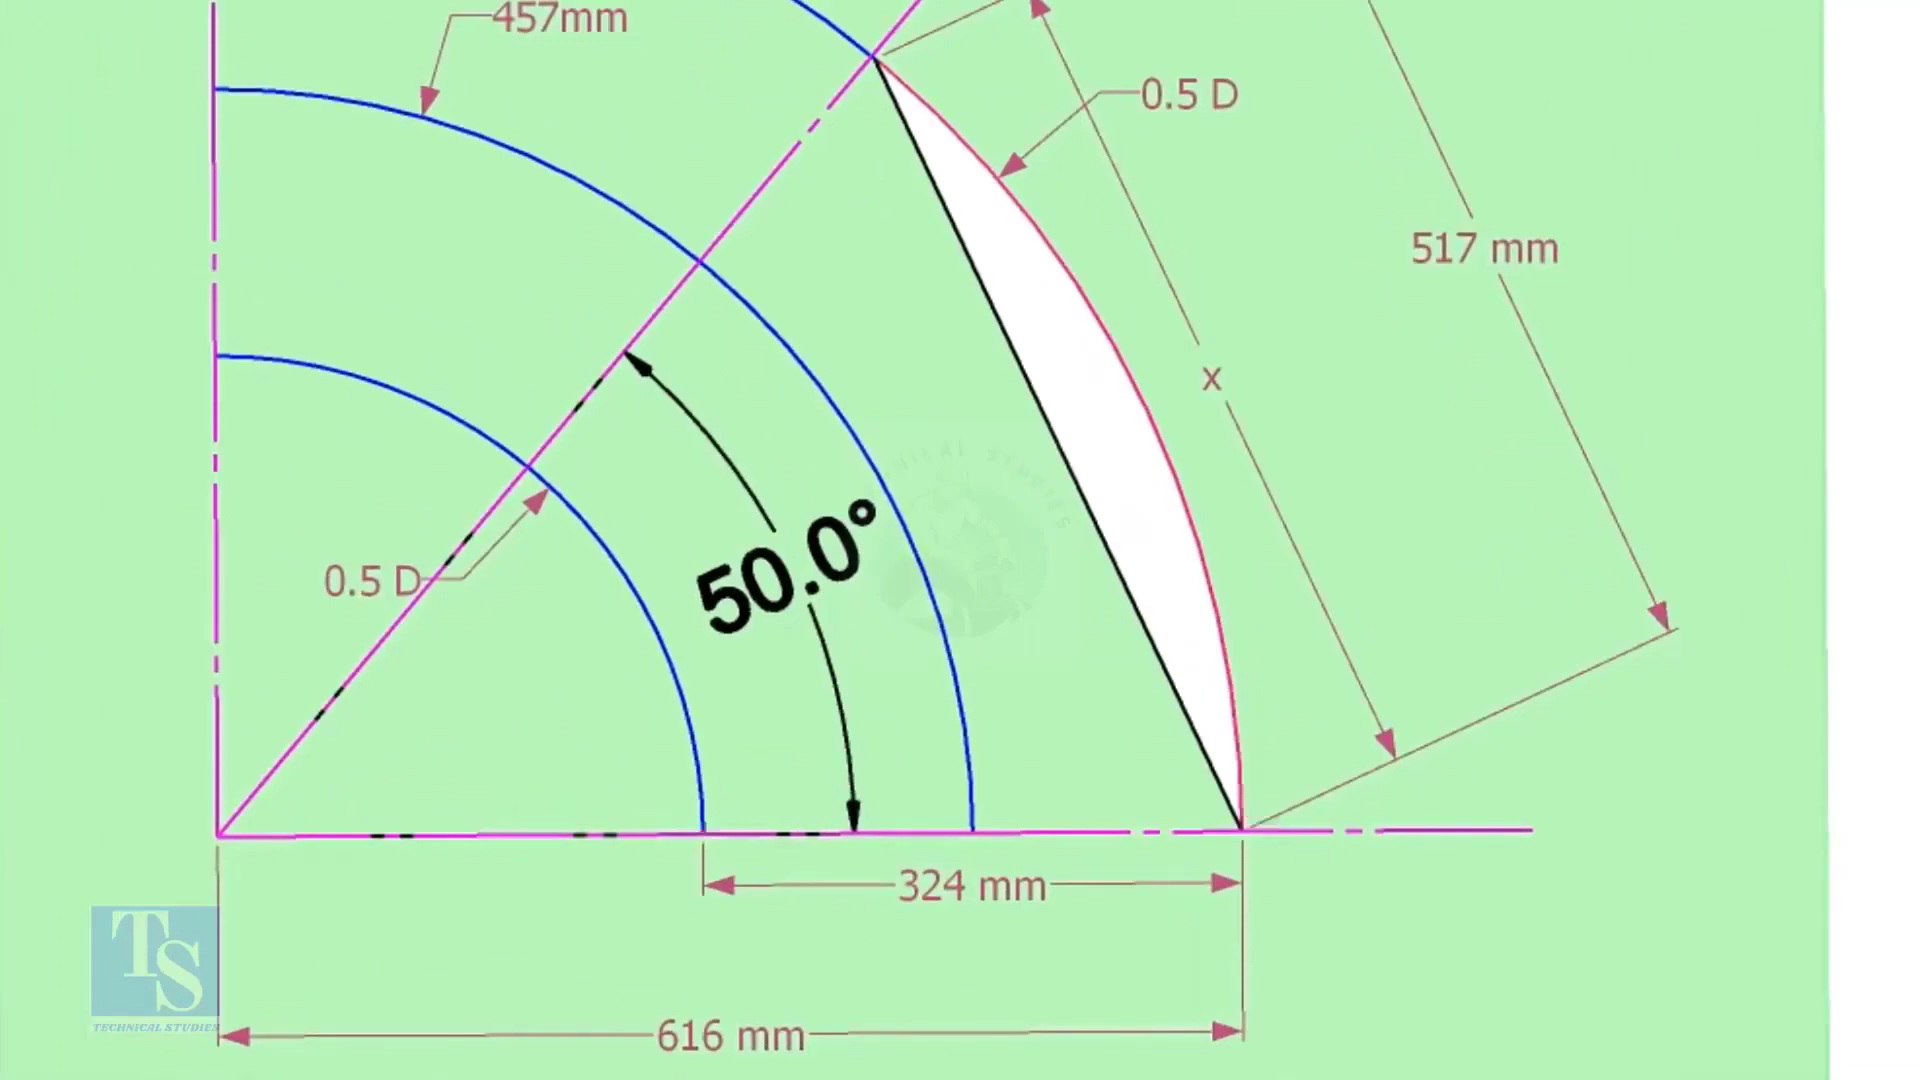 457mm
0.5 D
517 mm
x
50.0°
0.5 D
324 mm
TS
TECHNICAL STUDIES
616 mm